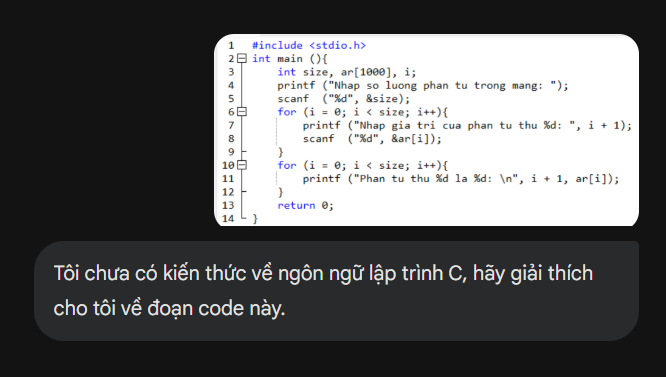 1 #include <stdio.h>
2 int main (){
3 int size, ar[1000], i;
4 printf ("Nhap so luong phan tu trong mang: ");
5 scanf ("%d", &size);
6 for (i = 0; i < size; i++){
7 printf ("Nhap gia tri cua phan tu thu %d: ", i + 1);
8 scanf ("%d", &ar[i]);
9 }
10 for (i = 0; i < size; i++){
11 printf ("Phan tu thu %d la %d: \n", i + 1, ar[i]);
12 }
13 return 0;
14 }
Tôi chưa có kiến thức về ngôn ngữ lập trình C, hãy giải thích
cho tôi về đoạn code này.